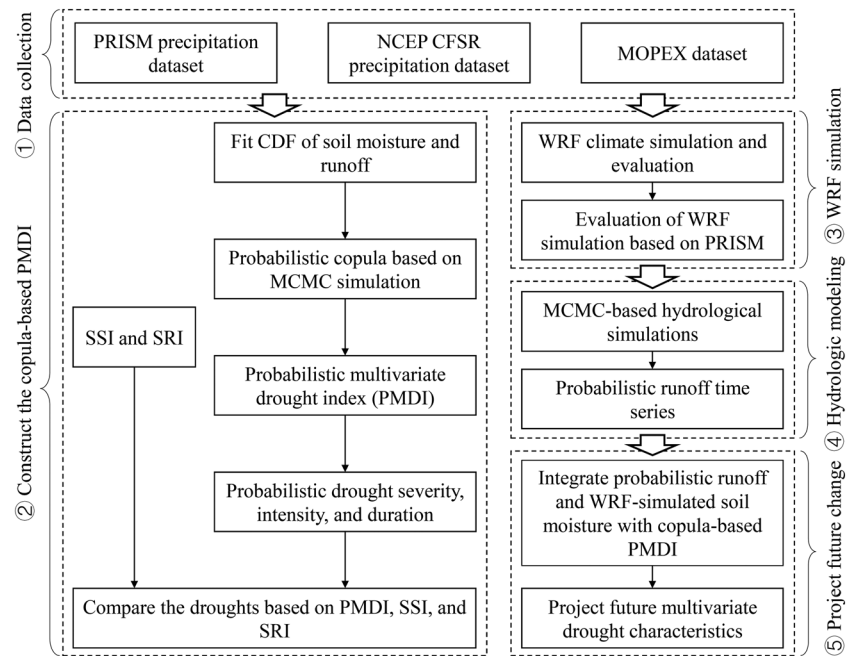 ① Data collection
PRISM precipitation
dataset
NCEP CFSR
precipitation dataset
MOPEX dataset
② Construct the copula-based PMDI
Fit CDF of soil moisture and
runoff
Probabilistic copula based on
MCMC simulation
SSI and SRI
Probabilistic multivariate
drought index (PMDI)
Probabilistic drought severity,
intensity, and duration
Compare the droughts based on PMDI, SSI, and
SRI
③ WRF simulation
WRF climate simulation and
evaluation
Evaluation of WRF
simulation based on PRISM
④ Hydrologic modeling
MCMC-based hydrological
simulations
Probabilistic runoff time
series
⑤ Project future change
Integrate probabilistic runoff
and WRF-simulated soil
moisture with copula-based
PMDI
Project future multivariate
drought characteristics